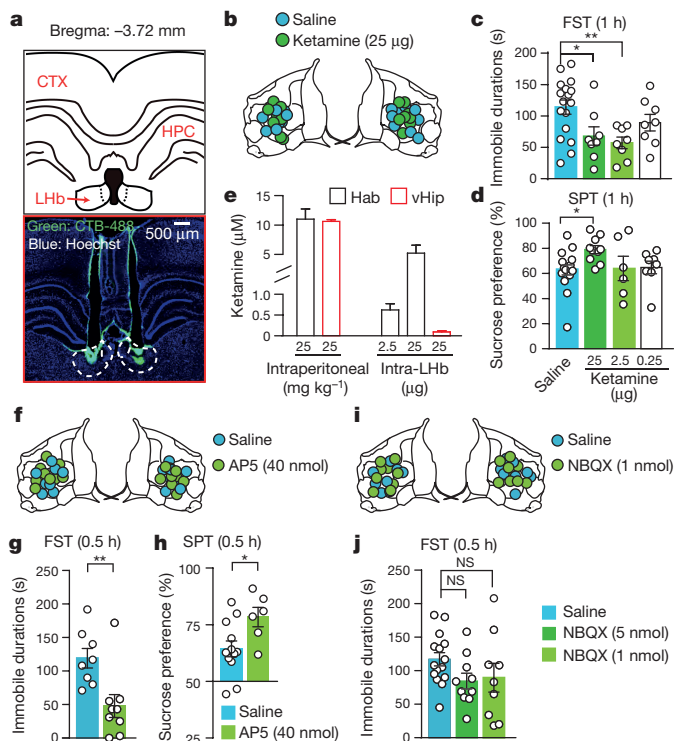 a
Bregma: –3.72 mm
CTX
HPC
LHb
Green: CTB-488
Blue: Hoechst
500 μm
b
Saline
Ketamine (25 μg)
c
FST (1 h)
Immobile durations (s)
250
200
150
100
50
0
*
**
d
SPT (1 h)
Sucrose preference (%)
100
80
60
40
20
0
*
Saline
25
2.5
0.25
Ketamine
(μg)
e
Hab
vHip
Ketamine (μM)
15
10
5
1.0
0.5
0
25
25
2.5
25
25
Intraperitoneal
(mg kg⁻¹)
Intra-LHb
(μg)
f
Saline
AP5 (40 nmol)
g
FST (0.5 h)
Immobile durations (s)
250
200
150
100
50
0
**
h
SPT (0.5 h)
Sucrose preference (%)
100
75
50
25
*
Saline
AP5 (40 nmol)
i
Saline
NBQX (1 nmol)
j
FST (0.5 h)
Immobile durations (s)
250
200
150
100
50
0
NS
NS
Saline
NBQX (5 nmol)
NBQX (1 nmol)